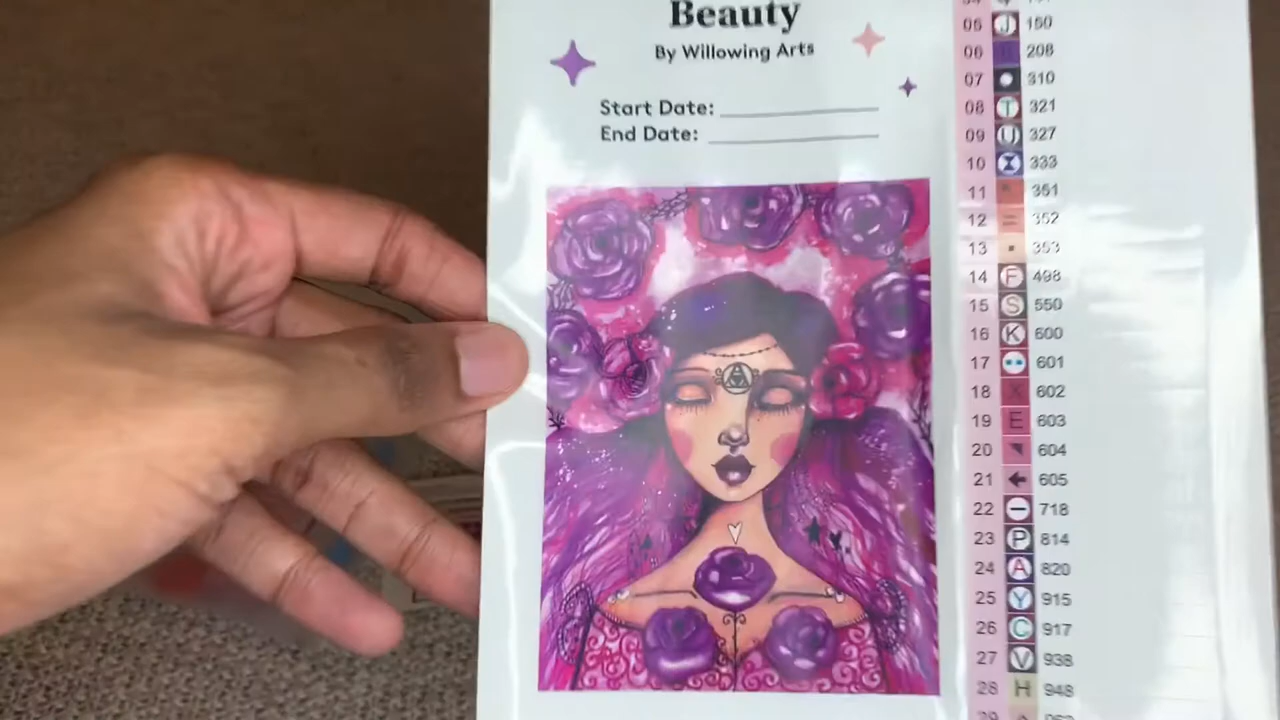 Beauty
By Willowing Arts
Start Date:
End Date:
05 J 150
06 208
07 310
08 T 321
09 U 327
10 333
11 351
12 = 352
13 353
14 F 498
15 S 550
16 K 600
17 601
18 X 602
19 E 603
20 604
21 ← 605
22 − 718
23 P 814
24 A 820
25 Y 915
26 C 917
27 V 938
28 H 948